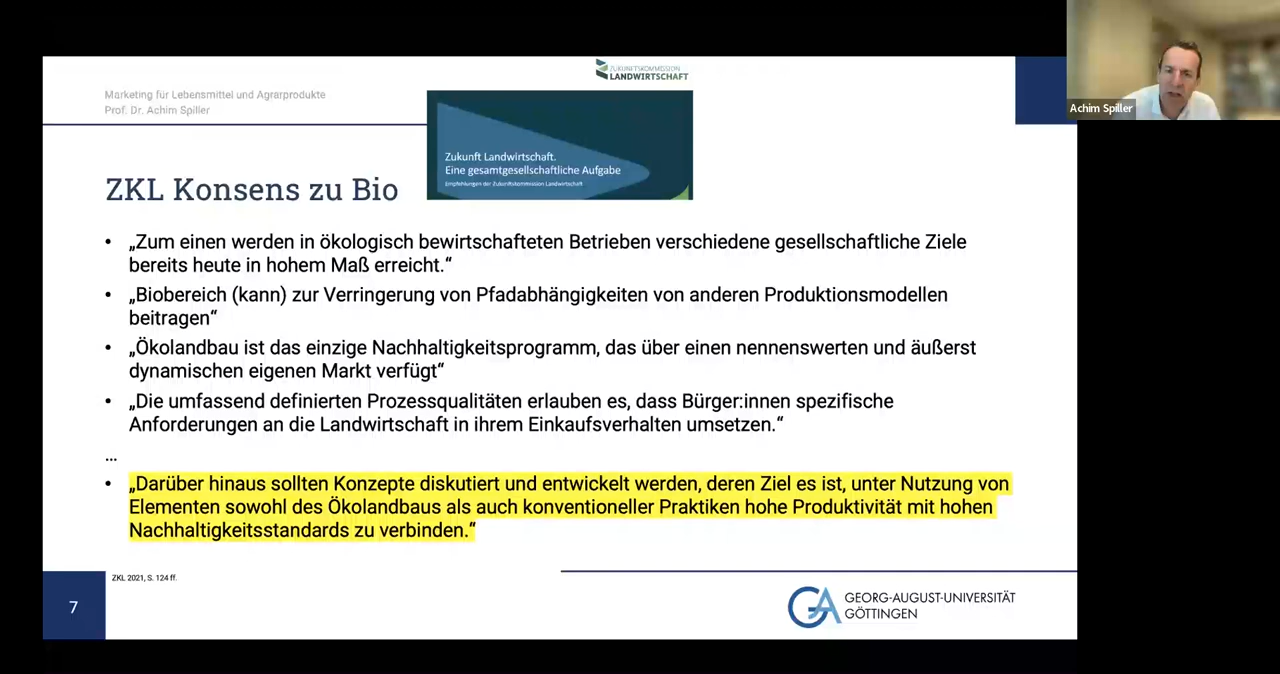 ZUKUNFTSKOMMISSION
LANDWIRTSCHAFT
Marketing für Lebensmittel und Agrarprodukte
Prof. Dr. Achim Spiller
Achim Spiller
Zukunft Landwirtschaft.
Eine gesamtgesellschaftliche Aufgabe
Empfehlungen der Zukunftskommission Landwirtschaft
ZKL Konsens zu Bio
• „Zum einen werden in ökologisch bewirtschafteten Betrieben verschiedene gesellschaftliche Ziele
bereits heute in hohem Maß erreicht.“
• „Biobereich (kann) zur Verringerung von Pfadabhängigkeiten von anderen Produktionsmodellen
beitragen“
• „Ökolandbau ist das einzige Nachhaltigkeitsprogramm, das über einen nennenswerten und äußerst
dynamischen eigenen Markt verfügt“
• „Die umfassend definierten Prozessqualitäten erlauben es, dass Bürger:innen spezifische
Anforderungen an die Landwirtschaft in ihrem Einkaufsverhalten umsetzen.“
...
• „Darüber hinaus sollten Konzepte diskutiert und entwickelt werden, deren Ziel es ist, unter Nutzung von
Elementen sowohl des Ökolandbaus als auch konventioneller Praktiken hohe Produktivität mit hohen
Nachhaltigkeitsstandards zu verbinden.“
ZKL 2021, S. 124 ff.
7
GEORG-AUGUST-UNIVERSITÄT
GÖTTINGEN